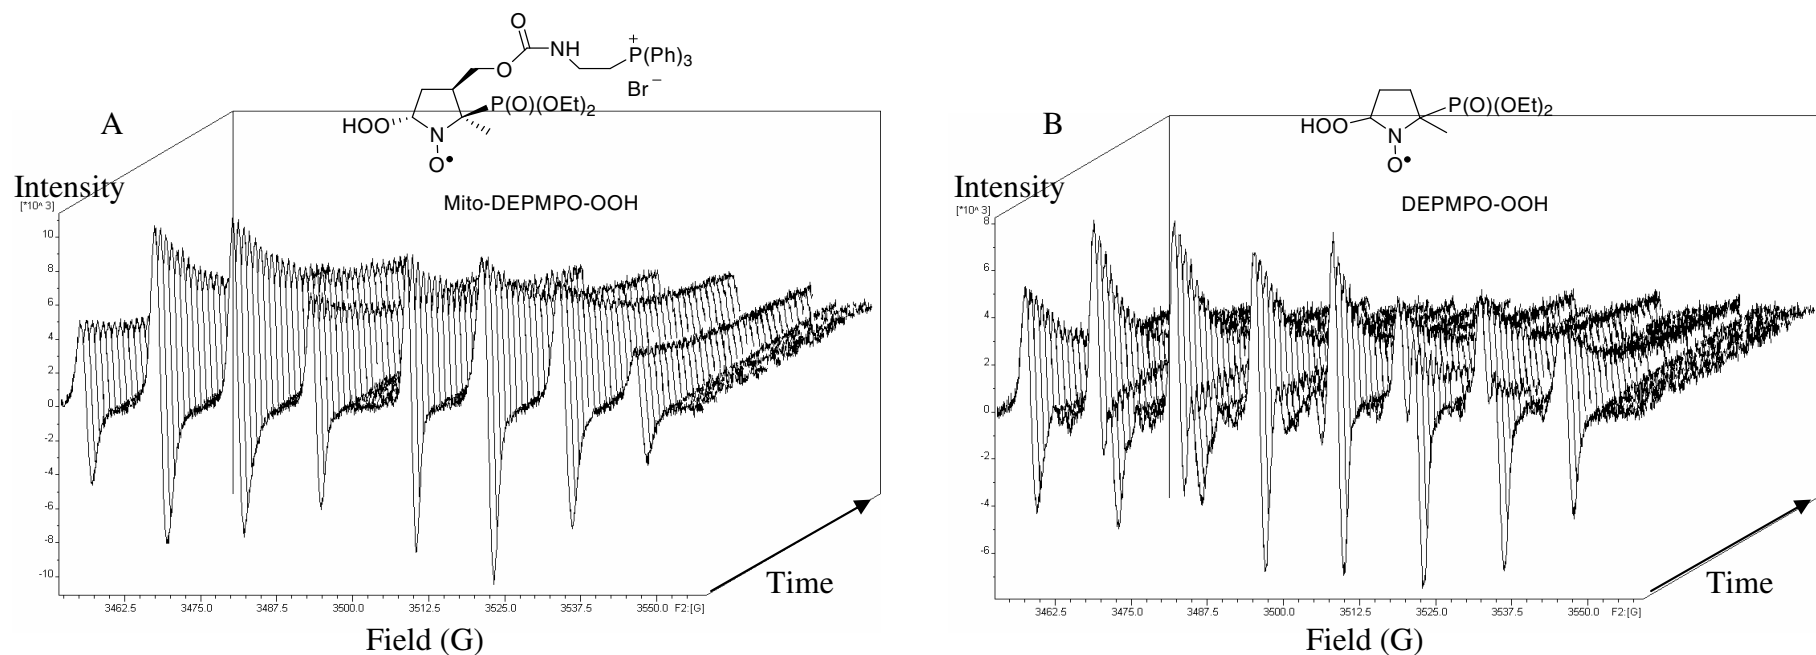 A
O
O
NH
+
P(Ph)3
Br−
P(O)(OEt)2
HOO
N
O•
Mito-DEPMPO-OOH
Intensity
[*10^ 3]
10
8
6
4
2
0
-2
-4
-6
-8
-10
3462.5 3475.0 3487.5 3500.0 3512.5 3525.0 3537.5 3550.0 F2:[G]
Field (G)
Time
B
P(O)(OEt)2
HOO
N
O•
DEPMPO-OOH
Intensity
[*10^ 3]
8
6
4
2
0
-2
-4
-6
3462.5 3475.0 3487.5 3500.0 3512.5 3525.0 3537.5 3550.0 F2:[G]
Field (G)
Time